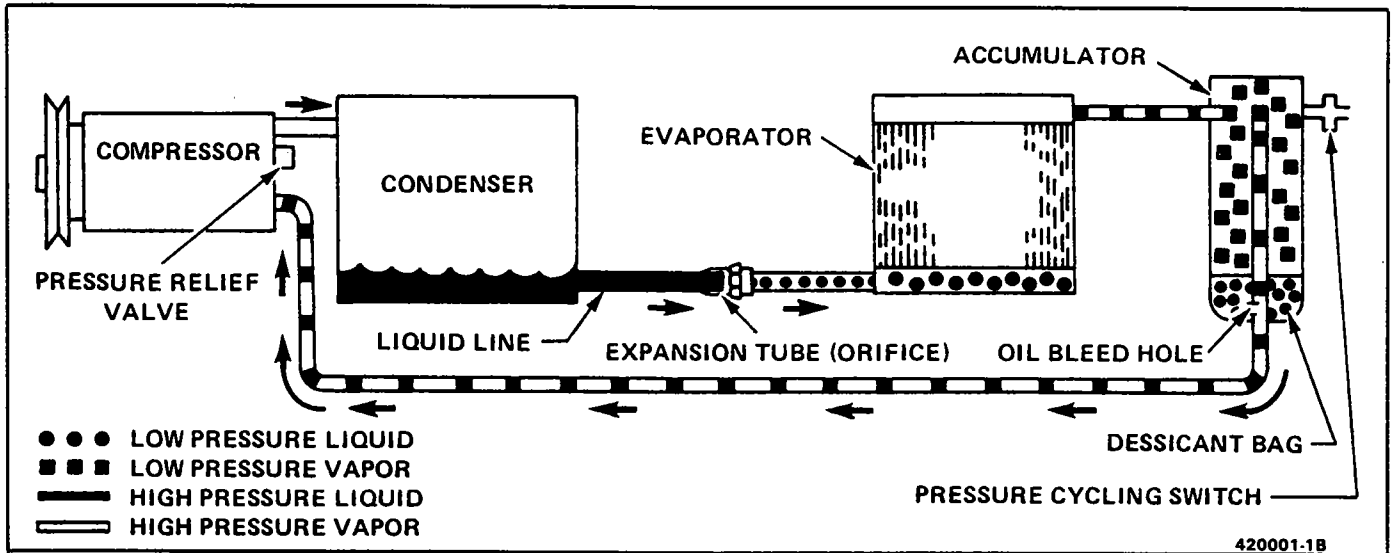 ACCUMULATOR
EVAPORATOR
COMPRESSOR
CONDENSER
PRESSURE RELIEF
VALVE
LIQUID LINE
EXPANSION TUBE (ORIFICE)
OIL BLEED HOLE
DESSICANT BAG
PRESSURE CYCLING SWITCH
LOW PRESSURE LIQUID
LOW PRESSURE VAPOR
HIGH PRESSURE LIQUID
HIGH PRESSURE VAPOR
420001-1B